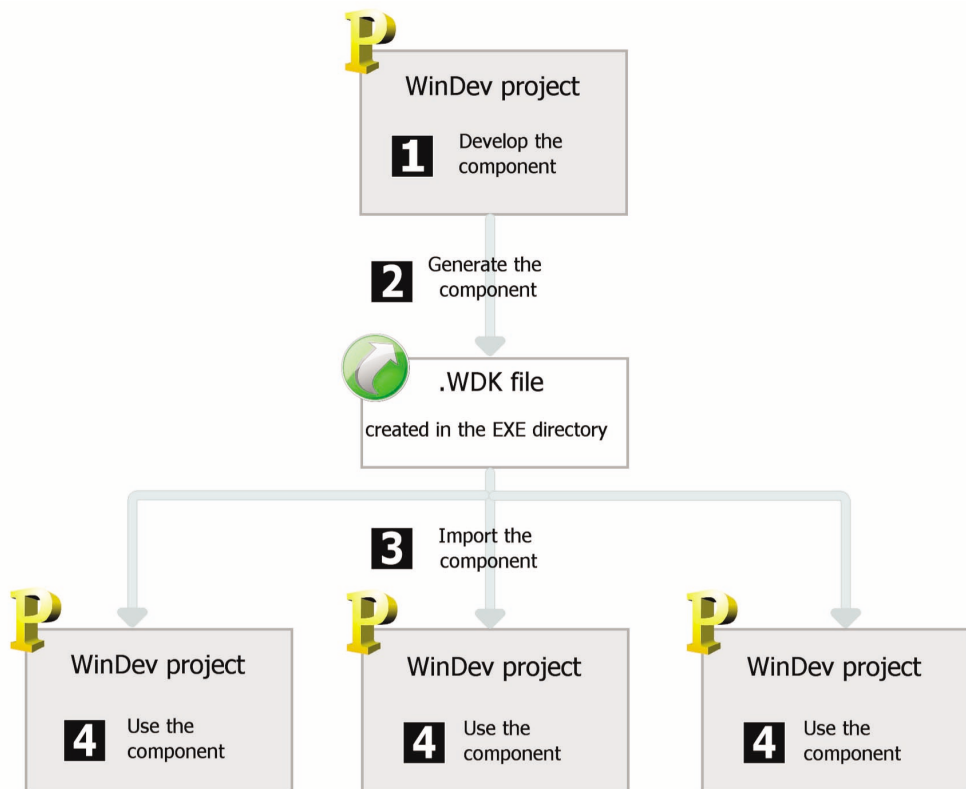 P
WinDev project
1 Develop the
component
2 Generate the
component
.WDK file
created in the EXE directory
3 Import the
component
P
WinDev project
4 Use the
component
P
WinDev project
4 Use the
component
P
WinDev project
4 Use the
component